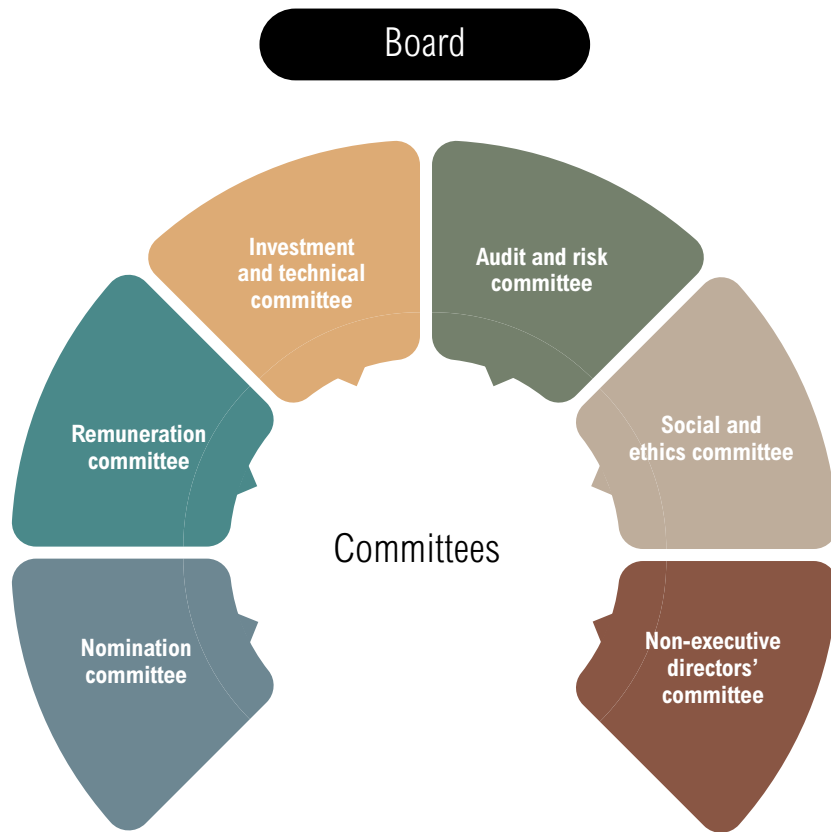 Board
Investment
and technical
committee
Audit and risk
committee
Remuneration
committee
Social and
ethics committee
Committees
Nomination
committee
Non-executive
directors’
committee